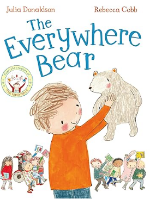 Julia Donaldson Rebecca Cobb
The
Everywhere
Bear